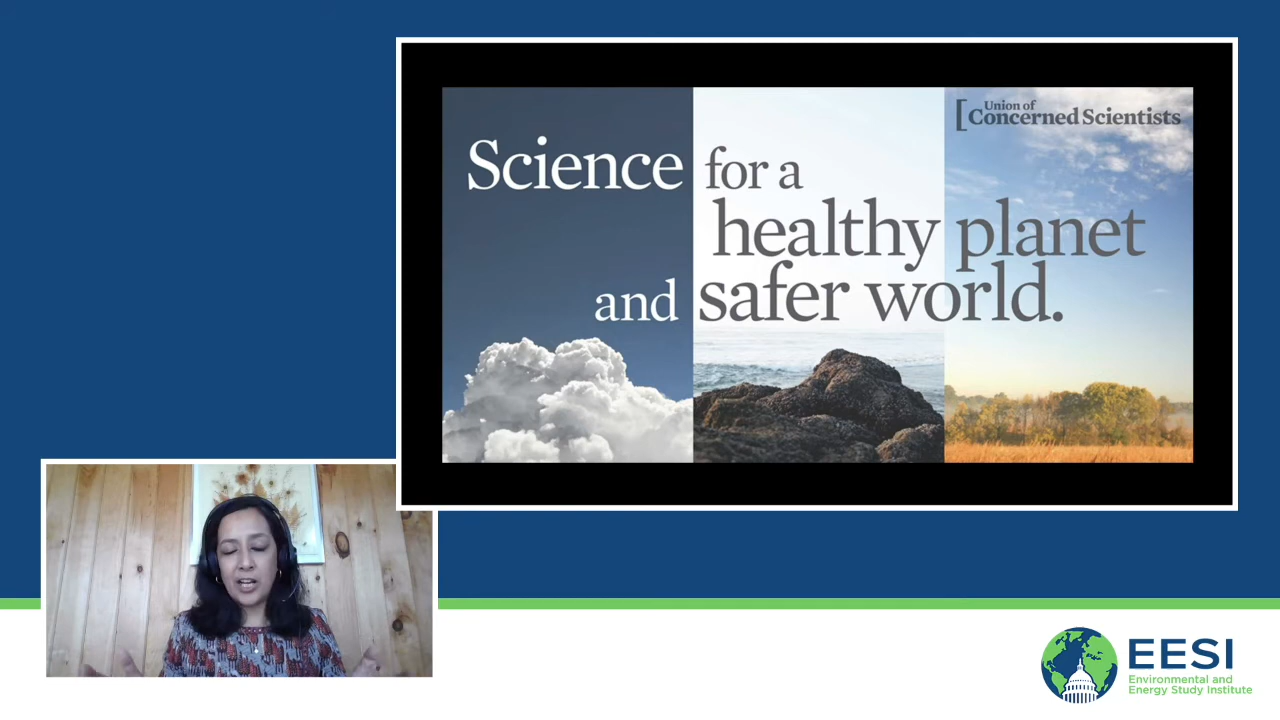 [ Union of
Concerned Scientists
Science for a
healthy planet
and safer world.
EESI
Environmental and
Energy Study Institute